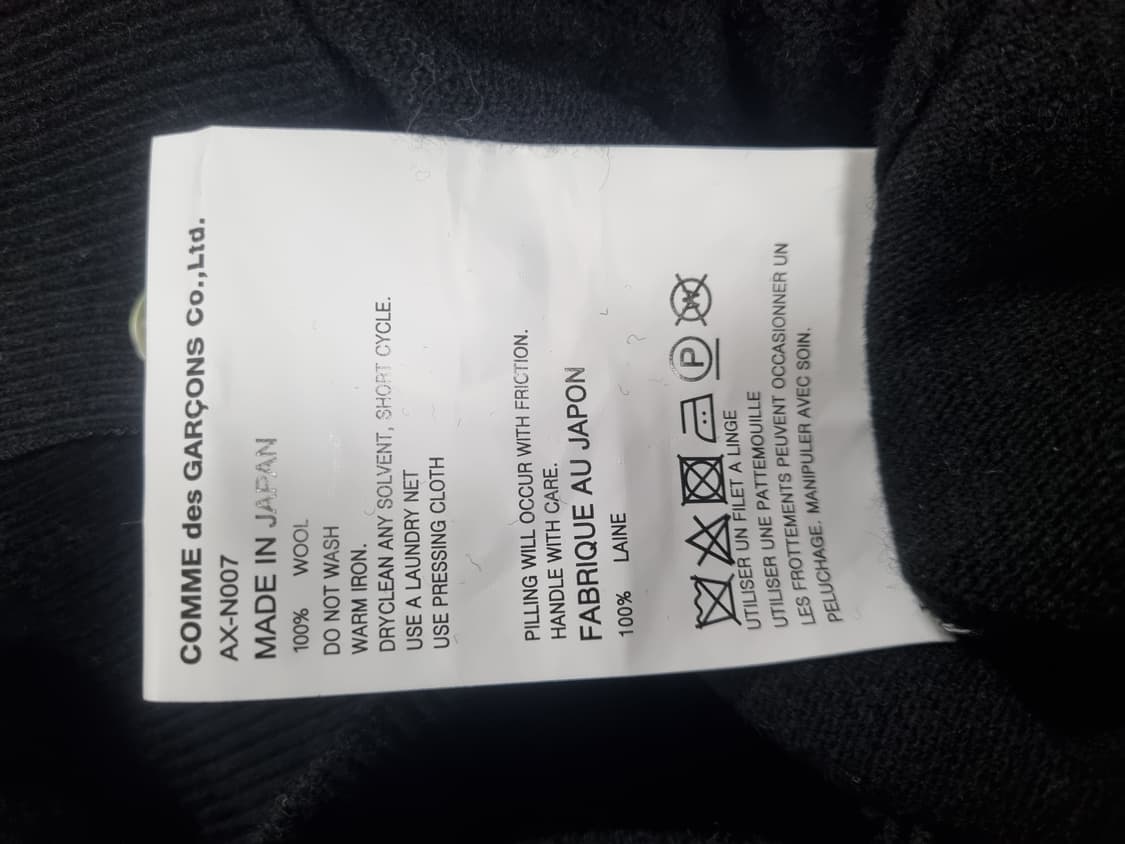 COMME des GARÇONS Co.,Ltd.
AX-N007
MADE IN JAPAN
100% WOOL
DO NOT WASH
WARM IRON.
DRYCLEAN ANY SOLVENT, SHORT CYCLE.
USE A LAUNDRY NET
USE PRESSING CLOTH
PILLING WILL OCCUR WITH FRICTION.
HANDLE WITH CARE.
FABRIQUE AU JAPON
100% LAINE
P W
UTILISER UN FILET A LINGE
UTILISER UNE PATTEMOUILLE
LES FROTTEMENTS PEUVENT OCCASIONNER UN
PELUCHAGE. MANIPULER AVEC SOIN.